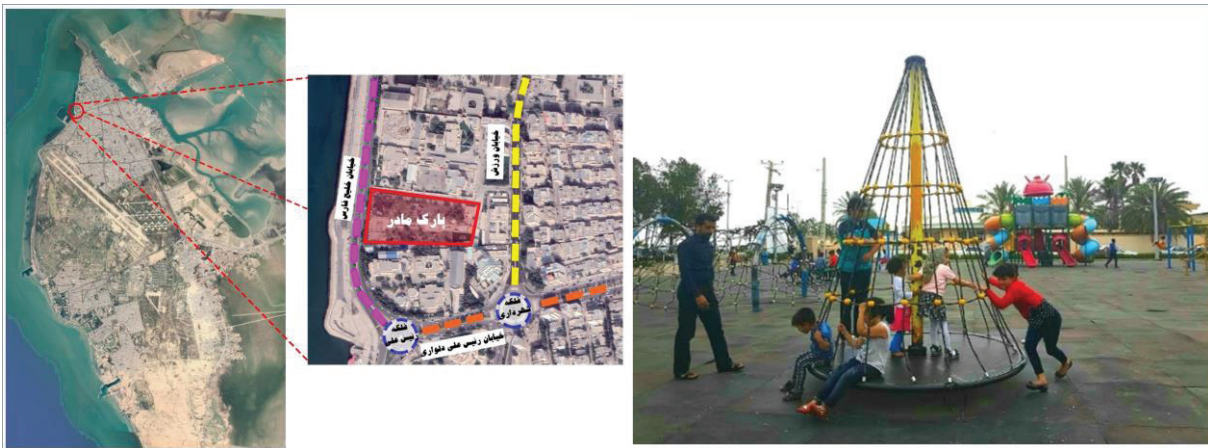 خیابان خلیج فارس
خیابان ورزش
پارک مادر
فلکه
شهرداری
فلکه
رئیس علی
خیابان رئیس علی دلواری